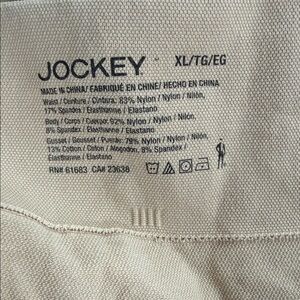 JOCKEY XL/TG/EG
MADE IN CHINA/ FABRIQUÉ EN CHINE/ HECHO EN CHINA
Waist / Ceinture / Cintura: 83% Nylon / Nylon / Nilón,
17% Spandex / Elasthanne / Elastano
Body / Corps / Cuerpo: 92% Nylon / Nylon / Nilón,
8% Spandex / Elasthanne / Elastano
Gusset / Gousset / Puente: 79% Nylon / Nylon / Nilón,
13% Cotton / Coton / Algodon, 8% Spandex /
Elasthanne / Elastano
RN# 61683 CA# 23638